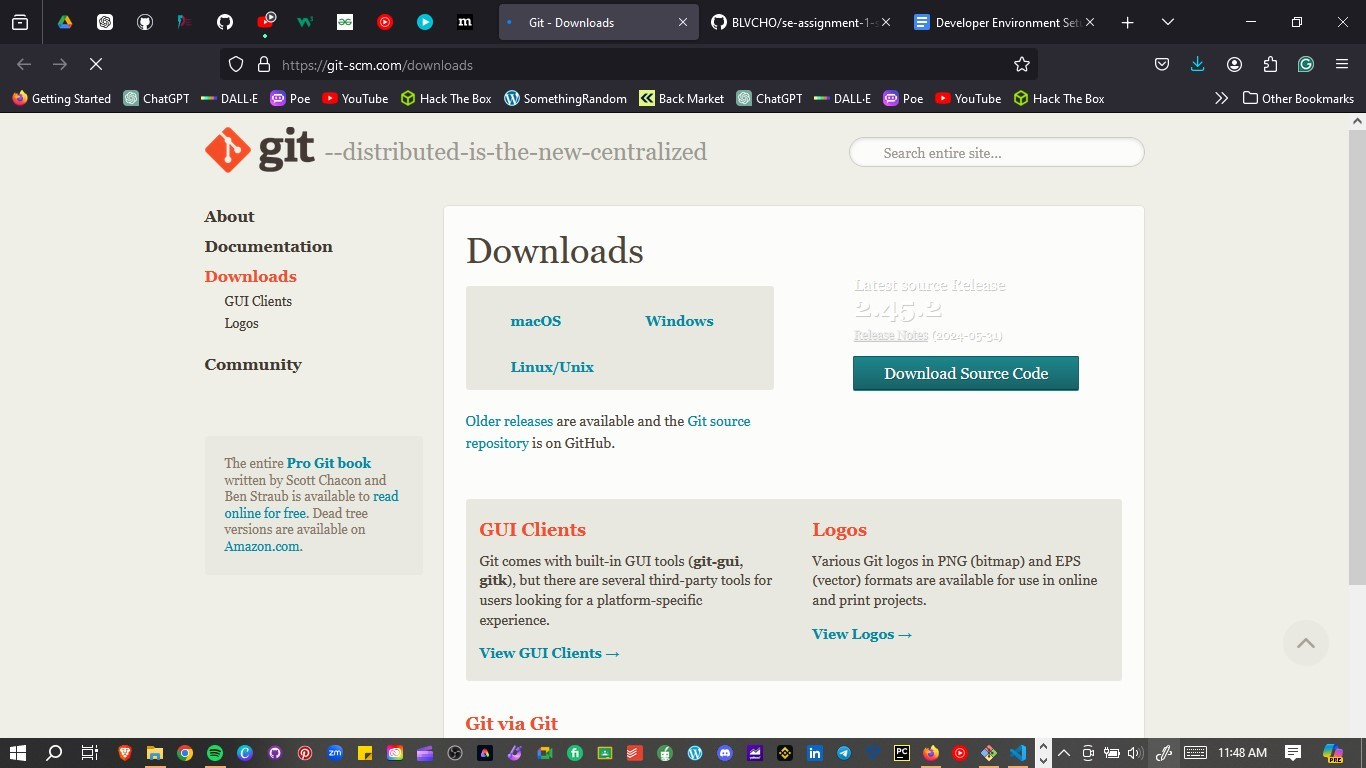 Git - Downloads
BLVCHO/se-assignment-1-s
Developer Environment Setu
https://git-scm.com/downloads
Getting Started
ChatGPT
DALL·E
Poe
YouTube
Hack The Box
SomethingRandom
Back Market
ChatGPT
DALL·E
Poe
YouTube
Hack The Box
Other Bookmarks
git --distributed-is-the-new-centralized
Search entire site...
About
Documentation
Downloads
GUI Clients
Logos
Community
The entire Pro Git book
written by Scott Chacon and
Ben Straub is available to read
online for free. Dead tree
versions are available on
Amazon.com.
Downloads
macOS
Windows
Linux/Unix
Older releases are available and the Git source
repository is on GitHub.
Latest source Release
2.45.2
Release Notes (2024-05-31)
Download Source Code
GUI Clients
Git comes with built-in GUI tools (git-gui,
gitk), but there are several third-party tools for
users looking for a platform-specific
experience.
View GUI Clients →
Logos
Various Git logos in PNG (bitmap) and EPS
(vector) formats are available for use in online
and print projects.
View Logos →
Git via Git
11:48 AM